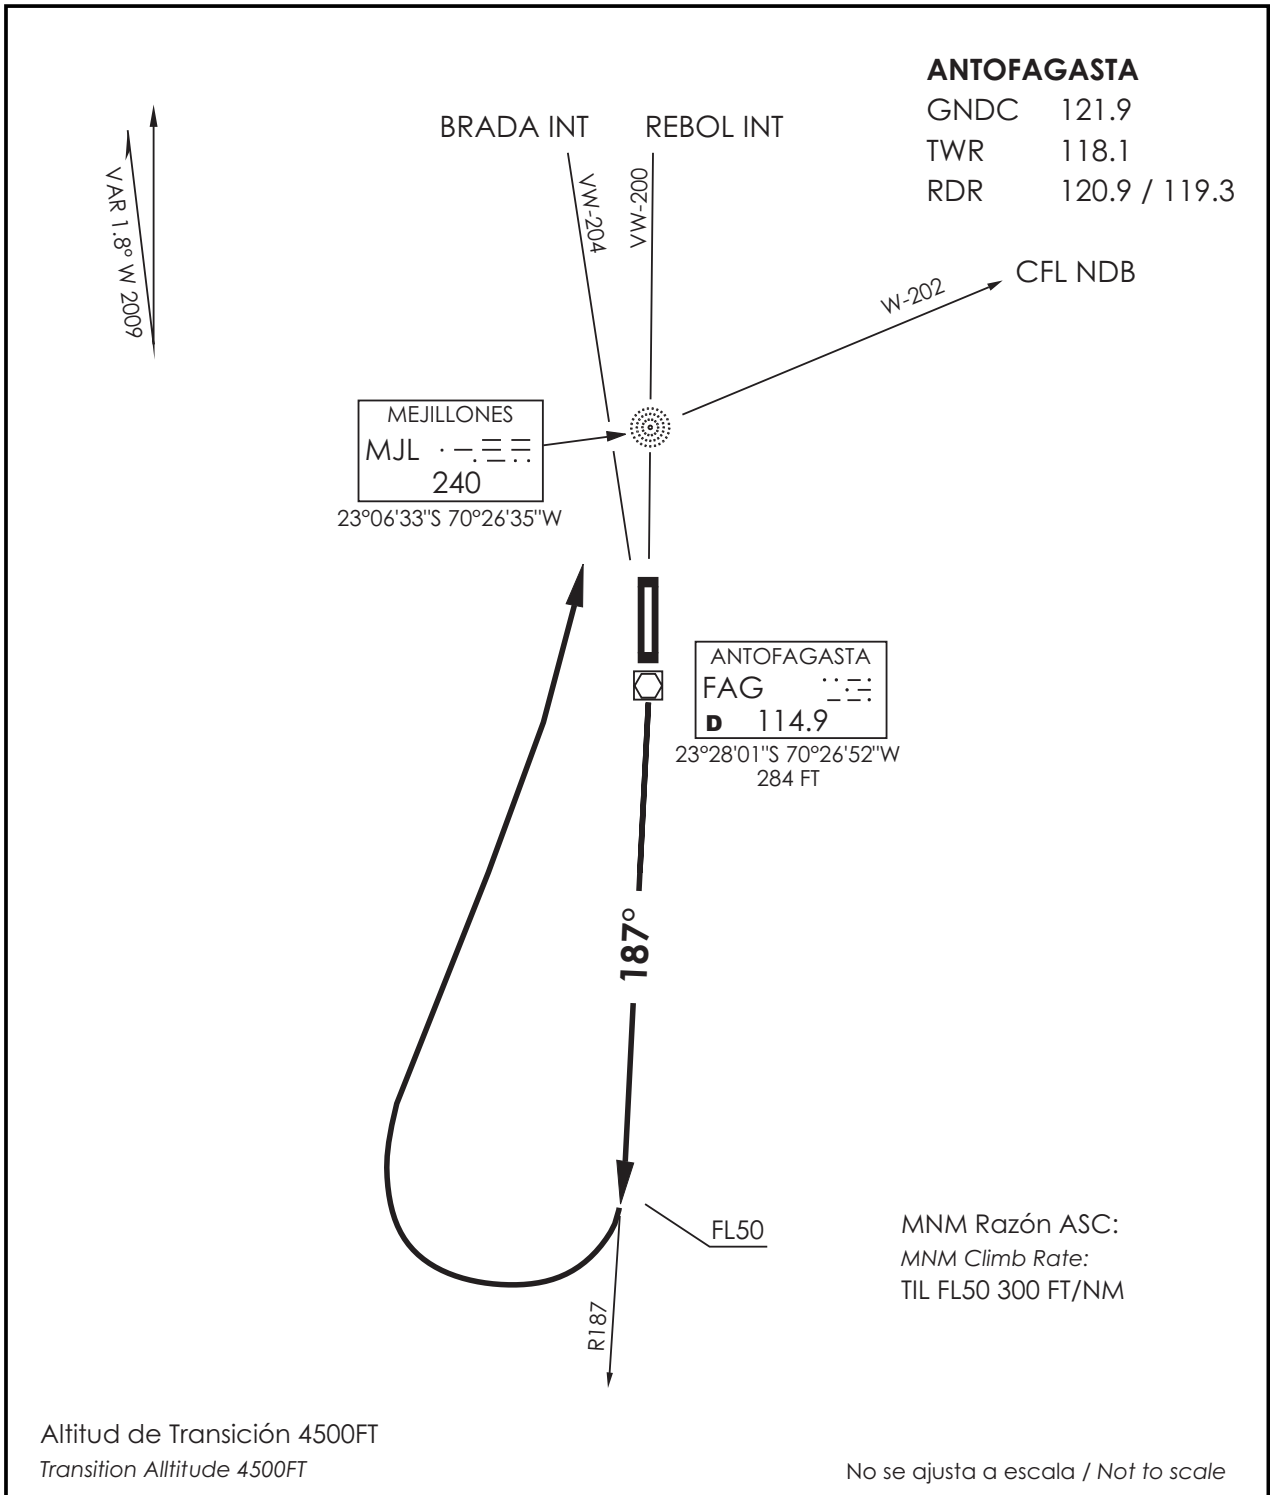 ANTOFAGASTA
GNDC 121.9
TWR 118.1
RDR 120.9 / 119.3
BRADA INT
REBOL INT
VAR 1.8° W 2009
VW-204
VW-200
W-202
CFL NDB
MEJILLONES
MJL
240
23°06'33"S 70°26'35"W
ANTOFAGASTA
FAG
D 114.9
23°28'01"S 70°26'52"W
284 FT
187°
FL50
R187
MNM Razón ASC:
MNM Climb Rate:
TIL FL50 300 FT/NM
Altitud de Transición 4500FT
Transition Alltitude 4500FT
No se ajusta a escala / Not to scale